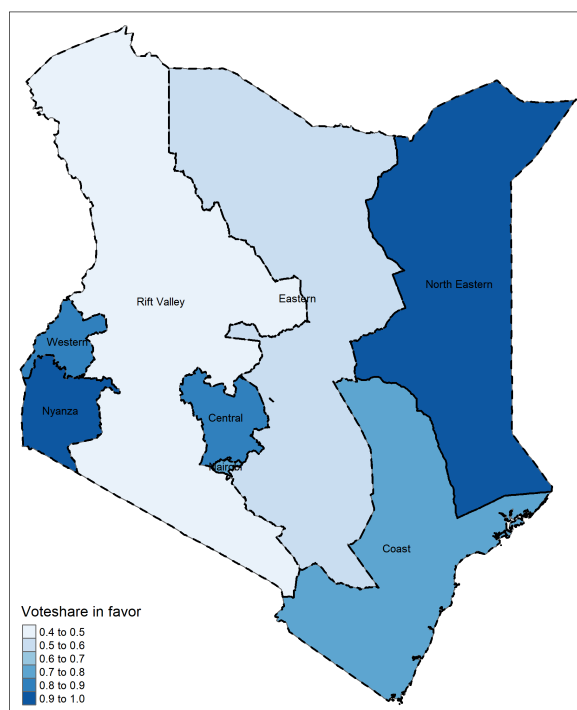 Rift Valley
Eastern
North Eastern
Western
Nyanza
Central
Nairobi
Coast
Voteshare in favor
0.4 to 0.5
0.5 to 0.6
0.6 to 0.7
0.7 to 0.8
0.8 to 0.9
0.9 to 1.0